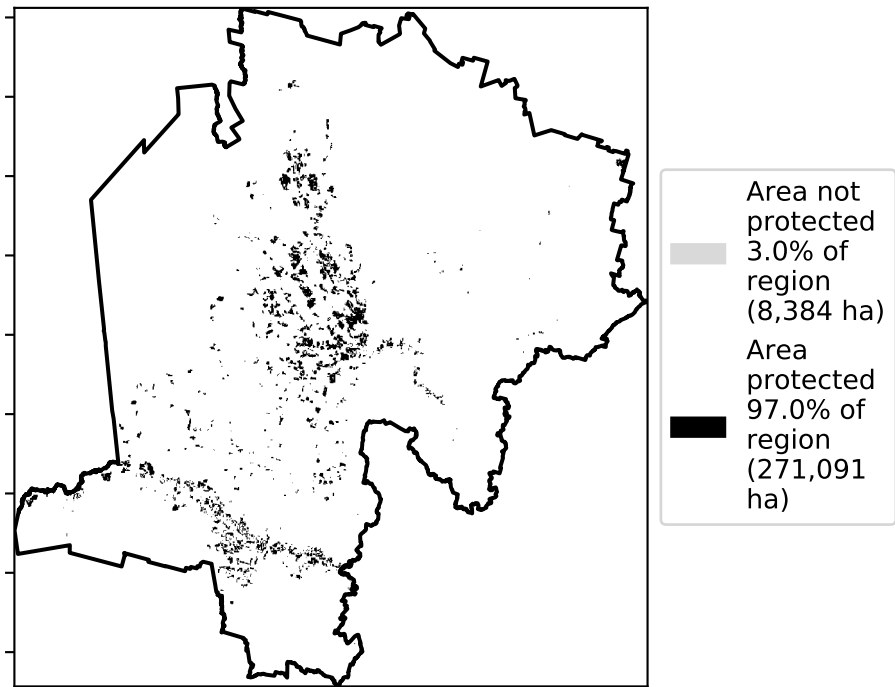 Area not
protected
3.0% of
region
(8,384 ha)
Area
protected
97.0% of
region
(271,091
ha)